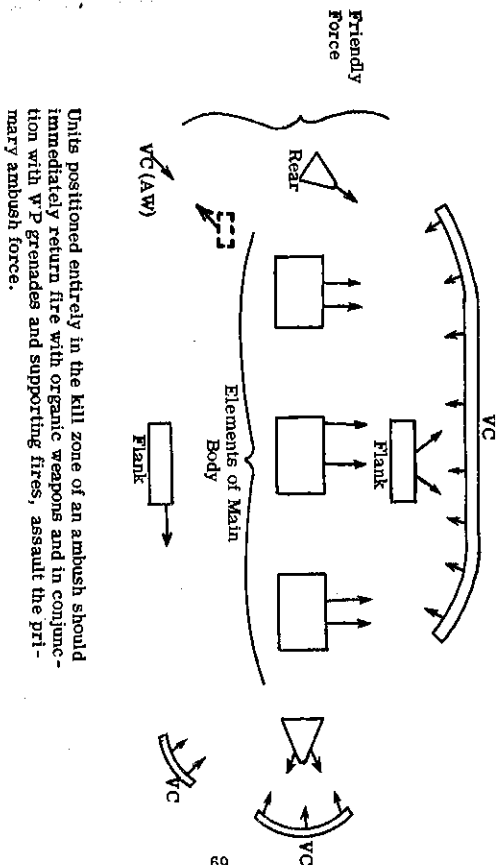 Friendly
Force
Rear
VC
VC (AW)
Flank
Elements of Main
Body
Flank
VC
VC
Units positioned entirely in the kill zone of an ambush should
immediately return fire with organic weapons and in conjunc-
tion with WP grenades and supporting fires, assault the pri-
mary ambush force.
69